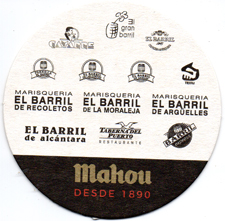 El
gran
barril
EL BARRIL
MARISQUERIA
EL BARRIL
DE RECOLETOS
MARISQUERIA
EL BARRIL
DE LA MORALEJA
MARISQUERIA
EL BARRIL
DE ARGÜELLES
EL BARRIL
de alcántara
TABERNA DEL
PUERTO
RESTAURANTE
Mahou
DESDE 1890